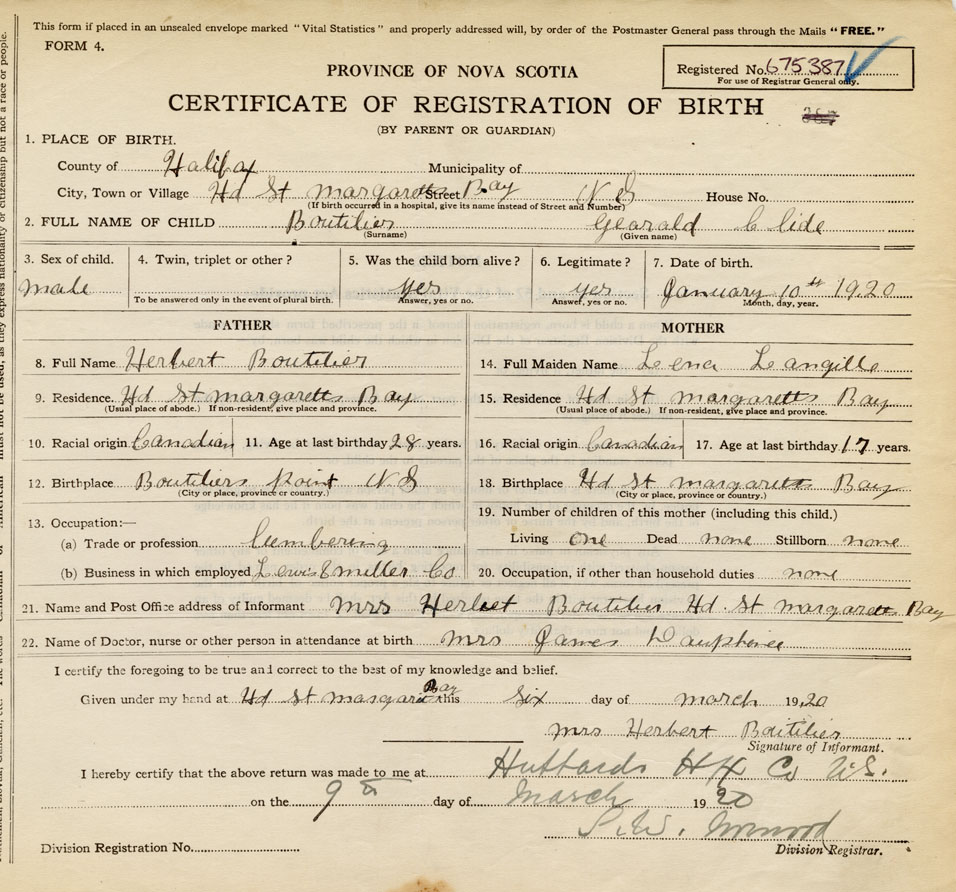 This form if placed in an unsealed envelope marked "Vital Statistics" and properly addressed will, by order of the Postmaster General pass through the Mails "FREE."
FORM 4.
Registered No. 675387
For use of Registrar General only.
PROVINCE OF NOVA SCOTIA
CERTIFICATE OF REGISTRATION OF BIRTH
(BY PARENT OR GUARDIAN)
1. PLACE OF BIRTH.
County of Halifax Municipality of
City, Town or Village Hd St margaretts Street Bay N S House No.
(If birth occurred in a hospital, give its name instead of Street and Number)
2. FULL NAME OF CHILD Boutilier Gearald Clide
(Surname) (Given name)
3. Sex of child. 4. Twin, triplet or other? 5. Was the child born alive? 6. Legitimate? 7. Date of birth.
male yes yes January 10th 1920
To be answered only in the event of plural birth. Answer, yes or no. Answer, yes or no. Month, day, year.
FATHER MOTHER
8. Full Name Herbert Boutilier 14. Full Maiden Name Lena Langille
9. Residence. Hd St margaretts Bay 15. Residence Hd St margaretts Bay
(Usual place of abode.) If non-resident, give place and province. (Usual place of abode.) If non-resident, give place and province.
10. Racial origin Canadian 11. Age at last birthday 28 years. 16. Racial origin Canadian 17. Age at last birthday 17 years.
12. Birthplace Boutiliers Point N S 18. Birthplace Hd St margaretts Bay
(City or place, province or country.) (City or place, province or country.)
13. Occupation:— 19. Number of children of this mother (including this child.)
(a) Trade or profession Lumbering Living one Dead none Stillborn none
(b) Business in which employed Lewis & miller Co 20. Occupation, if other than household duties none
21. Name and Post Office address of Informant Mrs Herbert Boutilier Hd. St margarett Bay
22. Name of Doctor, nurse or other person in attendance at birth mrs James Dauphinee
I certify the foregoing to be true and correct to the best of my knowledge and belief.
Given under my hand at Hd St margaretts Bay this six day of march 1920
mrs Herbert Boutilier
Signature of Informant.
I hereby certify that the above return was made to me at Hubbards Hfx Co N.S.
on the 9th day of March 1920
Division Registrar.
Division Registration No.